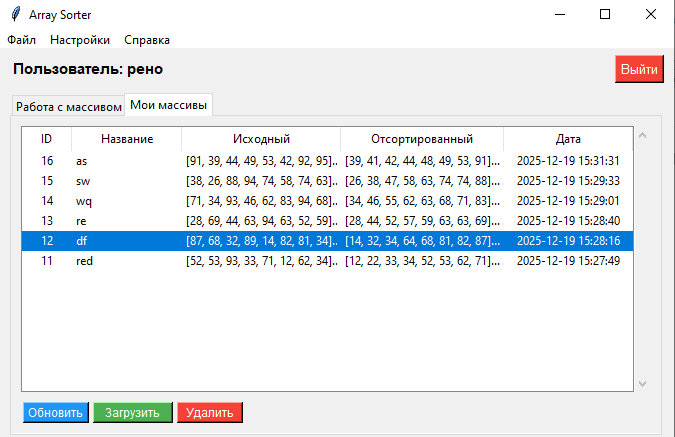 Array Sorter
Файл Настройки Справка
Пользователь: рено
Выйти
Работа с массивом Мои массивы
ID Название Исходный Отсортированный Дата
16 as [91, 39, 44, 49, 53, 42, 92, 95].. [39, 41, 42, 44, 48, 49, 53, 91]... 2025-12-19 15:31:31
15 sw [38, 26, 88, 94, 74, 58, 74, 63].. [26, 38, 47, 58, 63, 74, 74, 88]... 2025-12-19 15:29:33
14 wq [71, 34, 93, 46, 62, 83, 94, 68].. [34, 46, 55, 62, 63, 68, 71, 83]... 2025-12-19 15:29:01
13 re [28, 69, 44, 63, 94, 63, 52, 59].. [28, 44, 52, 57, 59, 63, 63, 69]... 2025-12-19 15:28:40
12 df [87, 68, 32, 89, 14, 82, 81, 34].. [14, 32, 34, 64, 68, 81, 82, 87]... 2025-12-19 15:28:16
11 red [52, 53, 93, 33, 71, 12, 62, 34].. [12, 22, 33, 34, 52, 53, 62, 71]... 2025-12-19 15:27:49
Обновить Загрузить Удалить